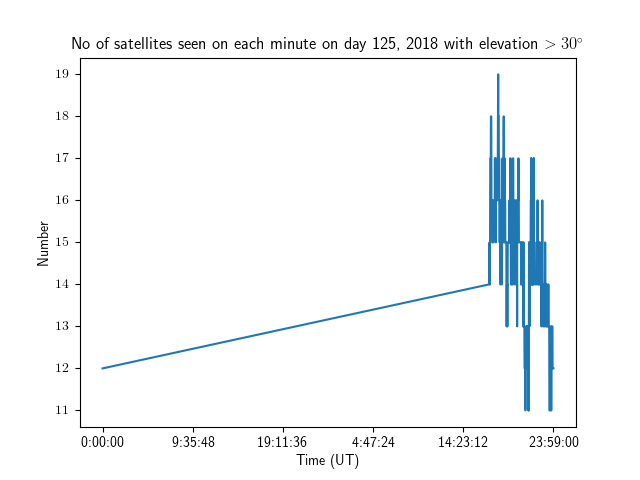 No of satellites seen on each minute on day 125, 2018 with elevation > 30°
19
18
17
16
15
14
13
12
11
Number
0:00:00 9:35:48 19:11:36 4:47:24 14:23:12 23:59:00
Time (UT)